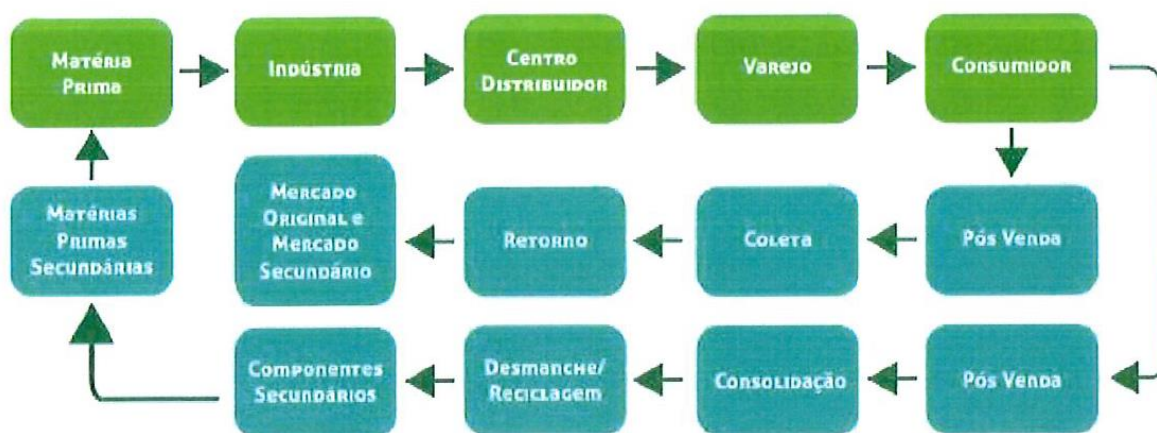 Matéria
Prima
Indústria
Centro
Distribuidor
Varejo
Consumidor
Matérias
Primas
Secundárias
Mercado
Original e
Mercado
Secundário
Retorno
Coleta
Pós Venda
Componentes
Secundários
Desmanche/
Reciclagem
Consolidação
Pós Venda